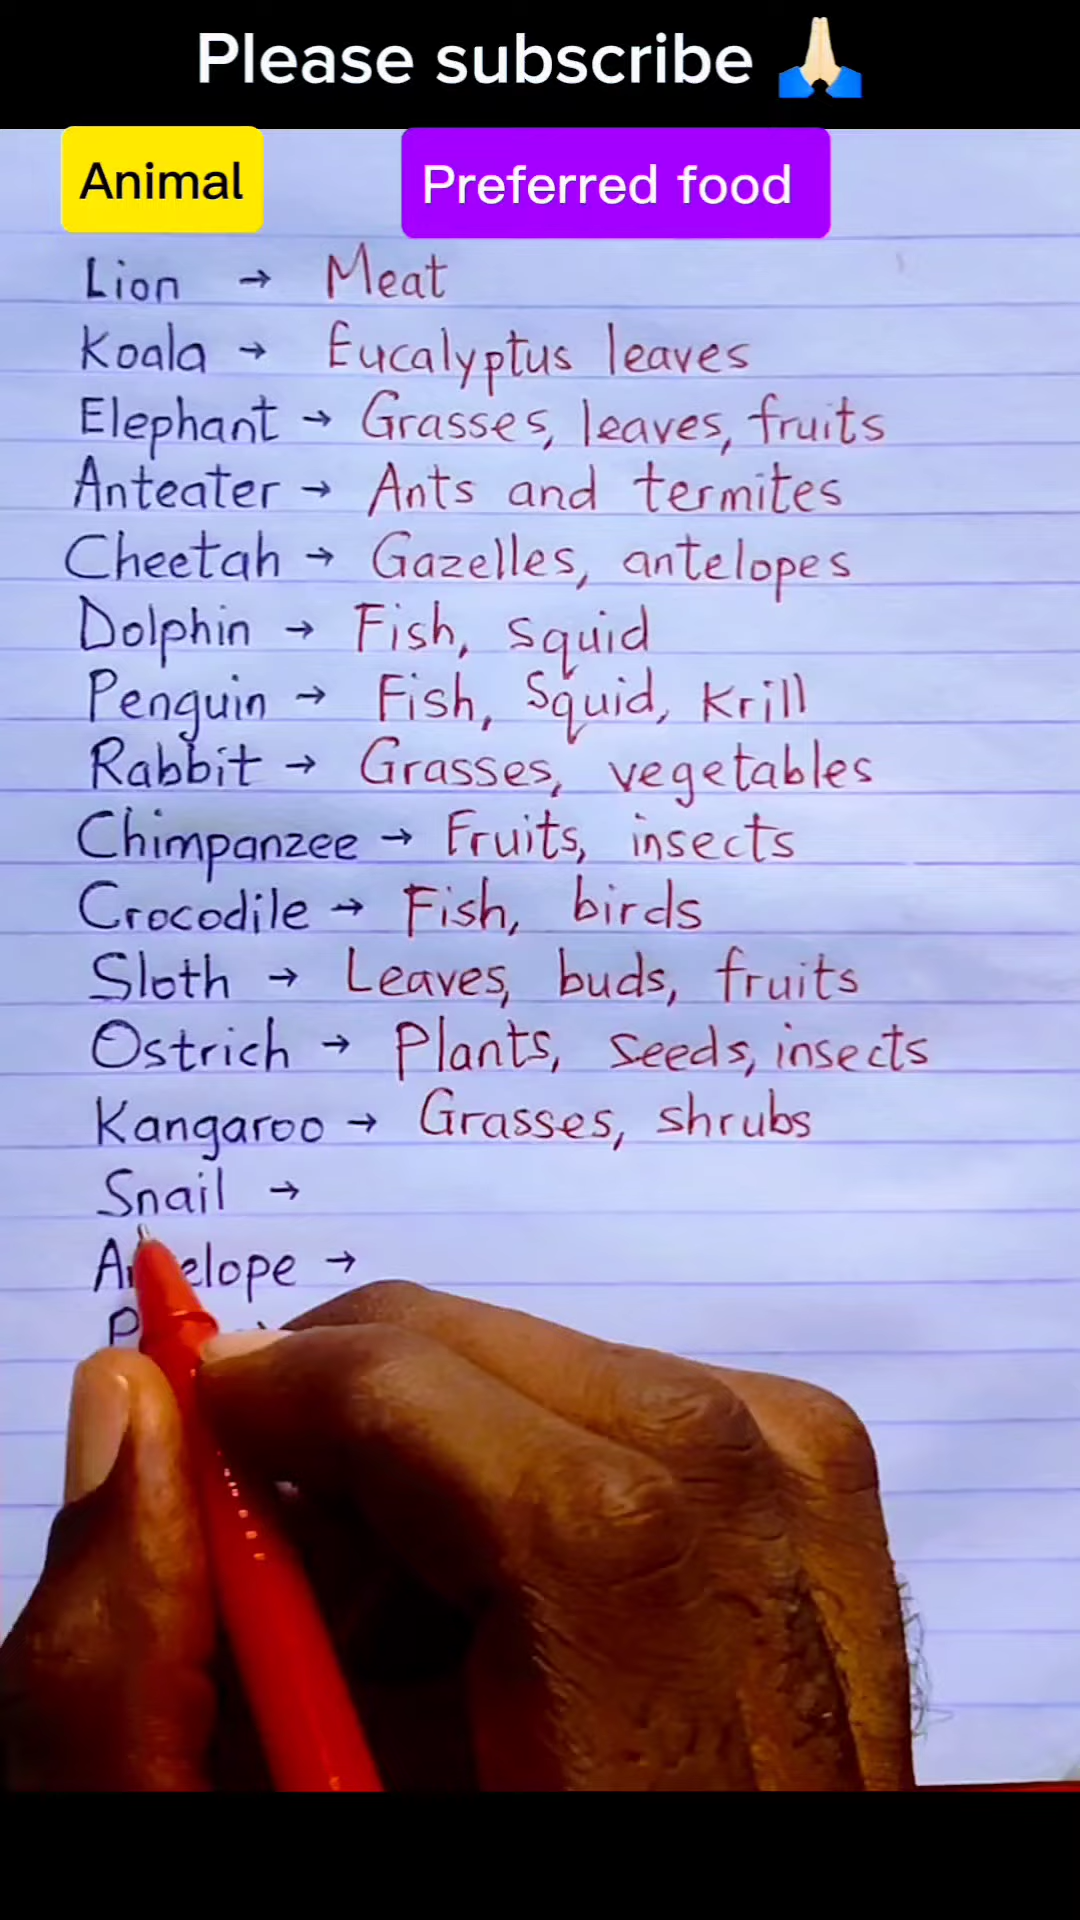 Please subscribe 🙏🏻
Animal Preferred food
Lion → Meat
Koala → Eucalyptus leaves
Elephant → Grasses, leaves, fruits
Anteater → Ants and termites
Cheetah → Gazelles, antelopes
Dolphin → Fish, squid
Penguin → Fish, Squid, Krill
Rabbit → Grasses, vegetables
Chimpanzee → Fruits, insects
Crocodile → Fish, birds
Sloth → Leaves, buds, fruits
Ostrich → Plants, seeds, insects
Kangaroo → Grasses, shrubs
Snail →
→